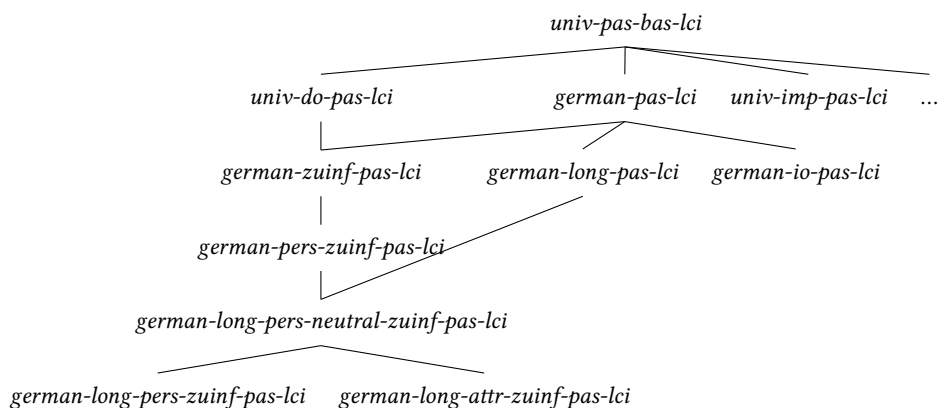 univ-pas-bas-lci
univ-do-pas-lci german-pas-lci univ-imp-pas-lci ...
german-zuinf-pas-lci german-long-pas-lci german-io-pas-lci
german-pers-zuinf-pas-lci
german-long-pers-neutral-zuinf-pas-lci
german-long-pers-zuinf-pas-lci german-long-attr-zuinf-pas-lci